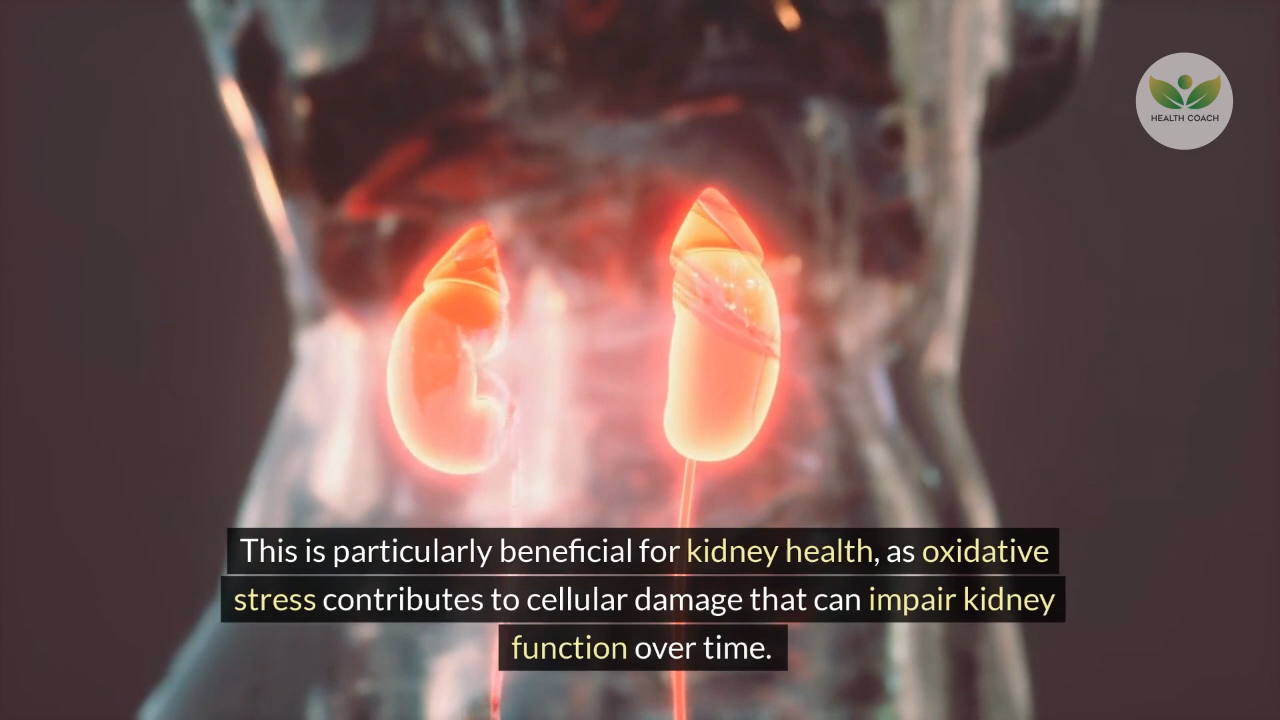 HEALTH COACH
This is particularly beneficial for kidney health, as oxidative
stress contributes to cellular damage that can impair kidney
function over time.